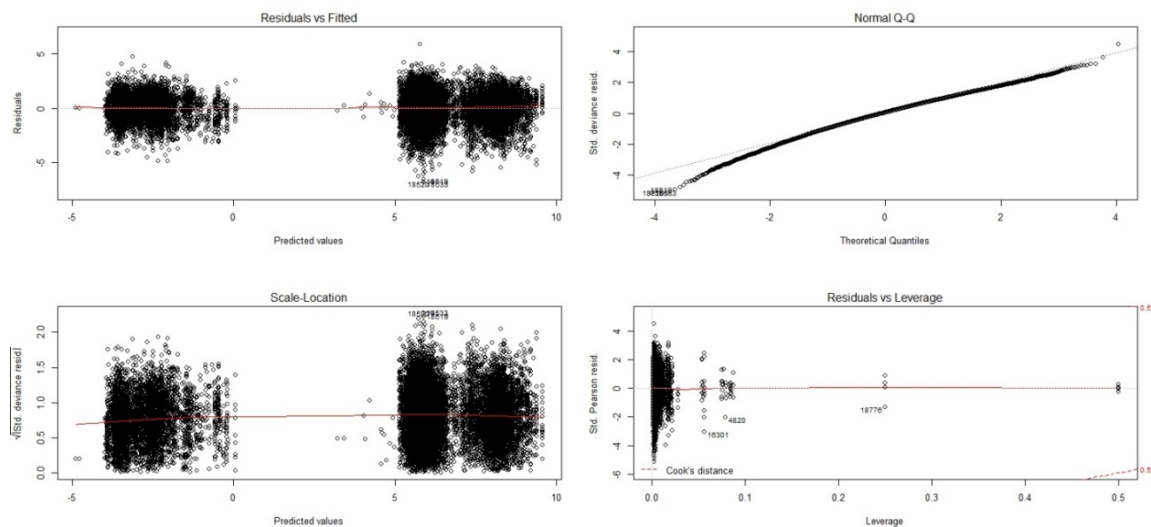 Residuals vs Fitted
Residuals
5
0
-5
-5 0 5 10
Predicted values
Normal Q-Q
Std. deviance resid.
4
2
0
-2
-4
-4 -2 0 2 4
Theoretical Quantiles
Scale-Location
√|Std. deviance resid.|
2.0
1.5
1.0
0.5
0.0
-5 0 5 10
Predicted values
Residuals vs Leverage
Std. Pearson resid.
4
2
0
-2
-4
-6
0.5
4820
16301
18776
Cook's distance
0.5
0.0 0.1 0.2 0.3 0.4 0.5
Leverage